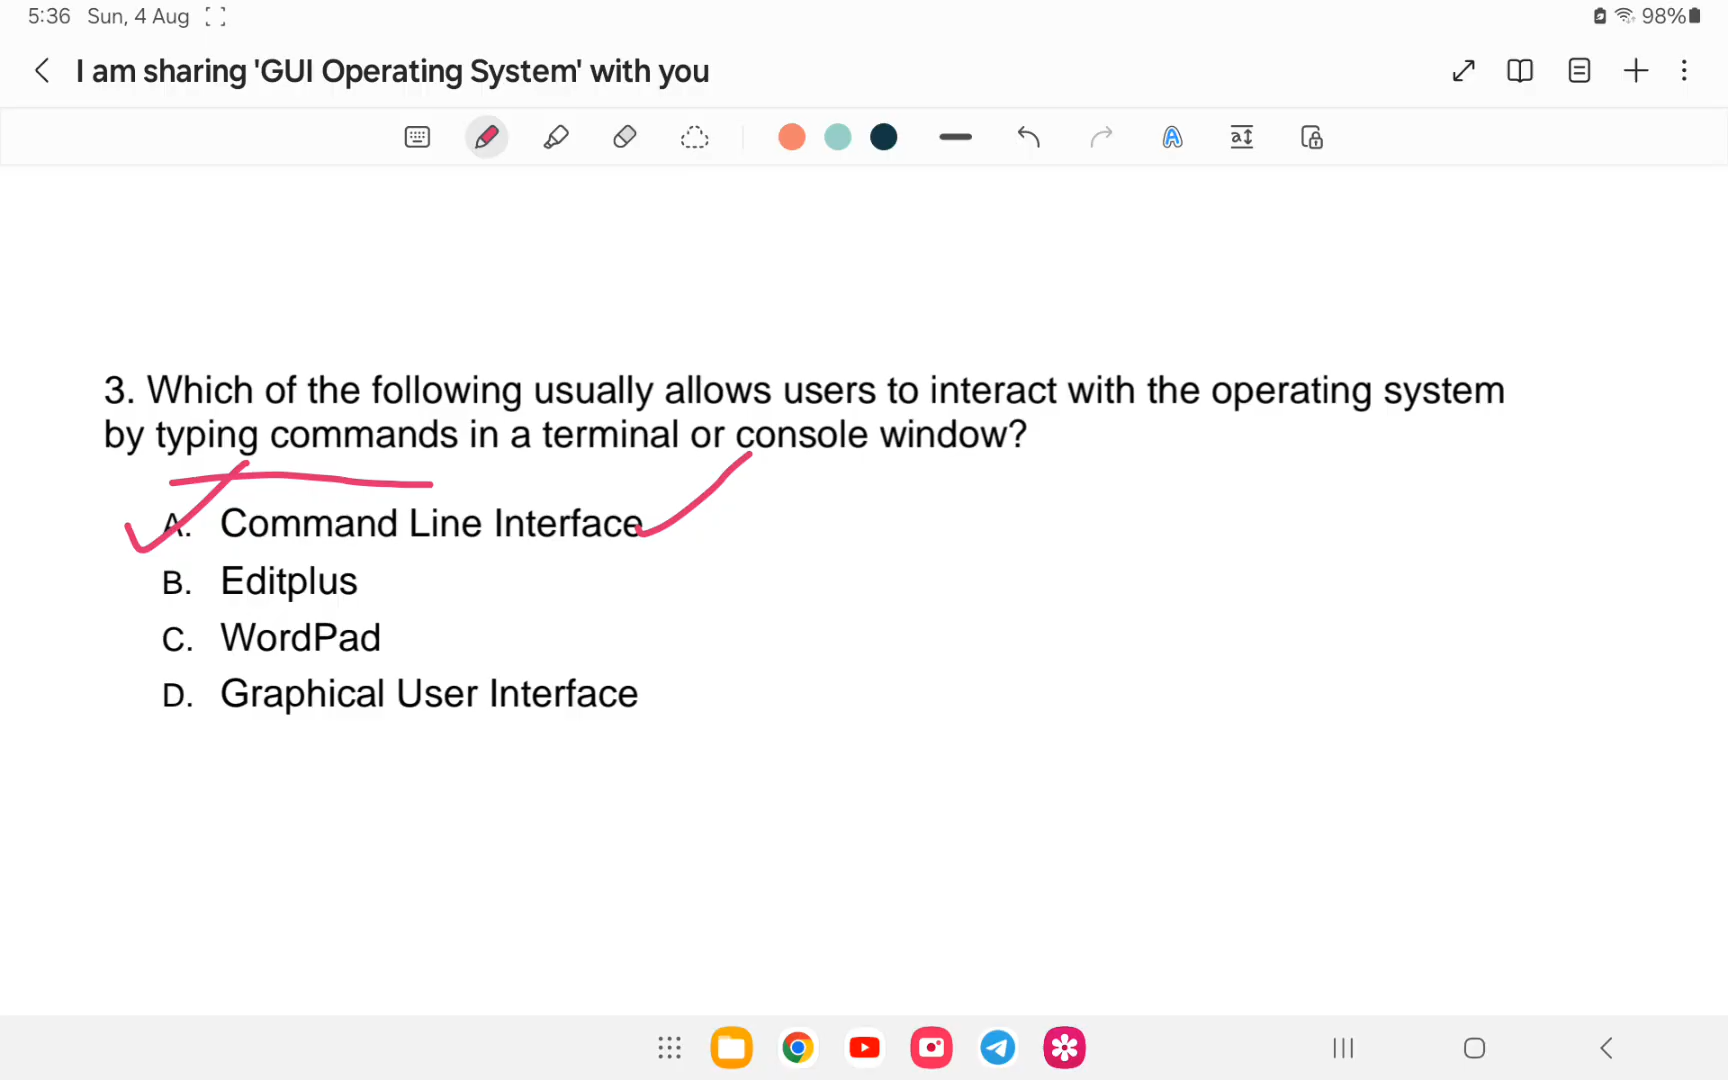 5:36 Sun, 4 Aug 98%
I am sharing 'GUI Operating System' with you
3. Which of the following usually allows users to interact with the operating system
by typing commands in a terminal or console window?
A. Command Line Interface
B. Editplus
C. WordPad
D. Graphical User Interface